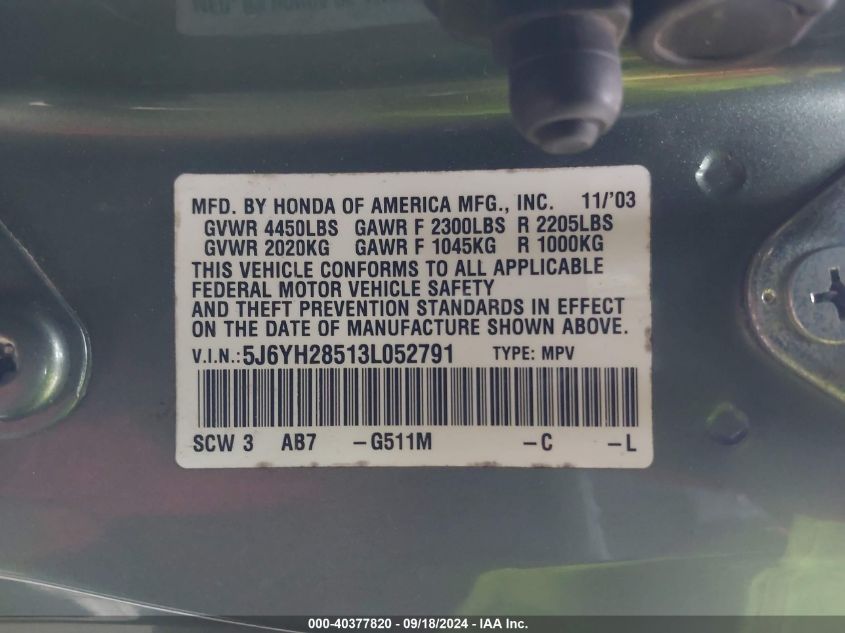 MFD. BY HONDA OF AMERICA MFG., INC. 11/'03
GVWR 4450LBS GAWR F 2300LBS R 2205LBS
GVWR 2020KG GAWR F 1045KG R 1000KG
THIS VEHICLE CONFORMS TO ALL APPLICABLE
FEDERAL MOTOR VEHICLE SAFETY
AND THEFT PREVENTION STANDARDS IN EFFECT
ON THE DATE OF MANUFACTURE SHOWN ABOVE.
V.I.N.:5J6YH28513L052791 TYPE: MPV
SCW 3 AB7 –G511M –C –L
000-40377820 - 09/18/2024 - IAA Inc.